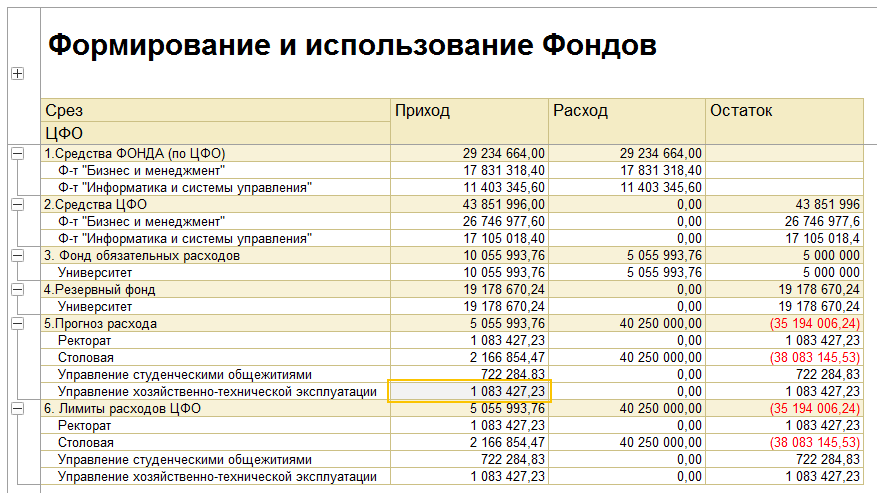 Формирование и использование Фондов
Срез Приход Расход Остаток
ЦФО
1.Средства ФОНДА (по ЦФО) 29 234 664,00 29 234 664,00
Ф-т "Бизнес и менеджмент" 17 831 318,40 17 831 318,40
Ф-т "Информатика и системы управления" 11 403 345,60 11 403 345,60
2.Средства ЦФО 43 851 996,00 0,00 43 851 996
Ф-т "Бизнес и менеджмент" 26 746 977,60 0,00 26 746 977,6
Ф-т "Информатика и системы управления" 17 105 018,40 0,00 17 105 018,4
3. Фонд обязательных расходов 10 055 993,76 5 055 993,76 5 000 000
Университет 10 055 993,76 5 055 993,76 5 000 000
4.Резервный фонд 19 178 670,24 0,00 19 178 670,24
Университет 19 178 670,24 0,00 19 178 670,24
5.Прогноз расхода 5 055 993,76 40 250 000,00 (35 194 006,24)
Ректорат 1 083 427,23 0,00 1 083 427,23
Столовая 2 166 854,47 40 250 000,00 (38 083 145,53)
Управление студенческими общежитиями 722 284,83 0,00 722 284,83
Управление хозяйственно-технической эксплуатации 1 083 427,23 0,00 1 083 427,23
6. Лимиты расходов ЦФО 5 055 993,76 40 250 000,00 (35 194 006,24)
Ректорат 1 083 427,23 0,00 1 083 427,23
Столовая 2 166 854,47 40 250 000,00 (38 083 145,53)
Управление студенческими общежитиями 722 284,83 0,00 722 284,83
Управление хозяйственно-технической эксплуатации 1 083 427,23 0,00 1 083 427,23